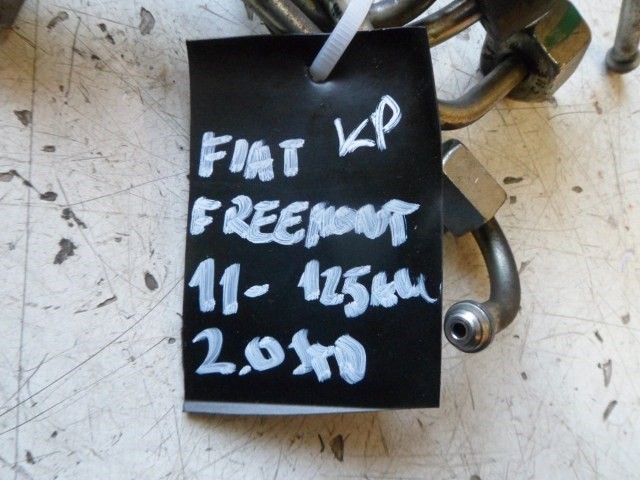 FIAT KP
FREEMONT
11- 125kW
2.0 JTD